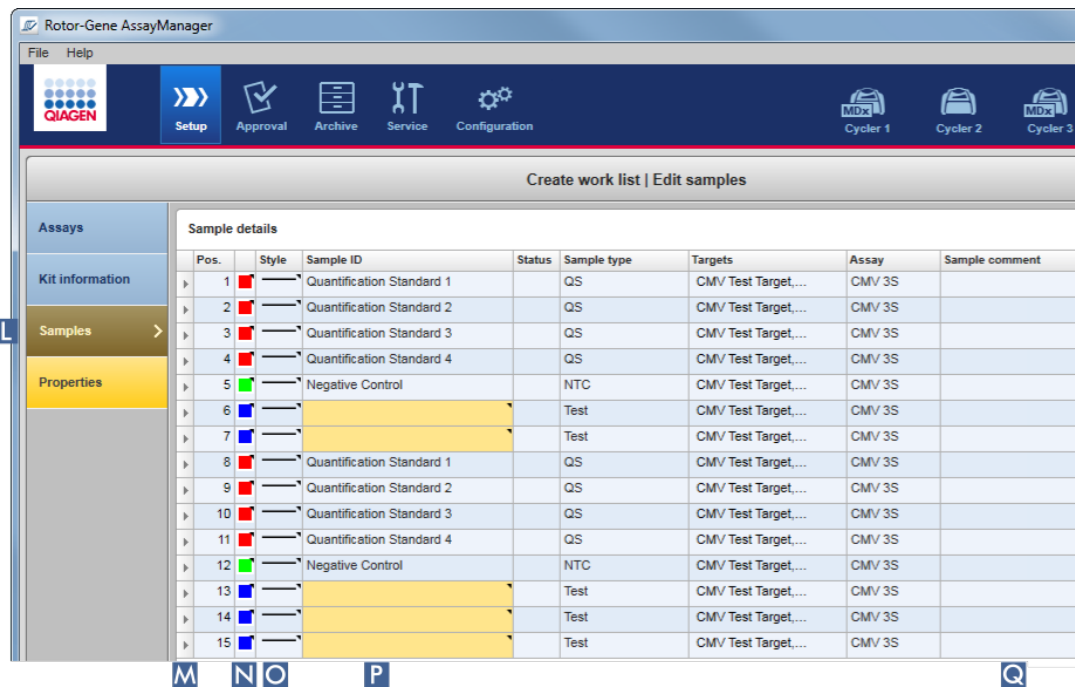 Rotor-Gene AssayManager
File Help
QIAGEN
Setup Approval Archive Service Configuration MDx Cycler 1 Cycler 2 MDx Cycler 3
Create work list | Edit samples
Assays
Kit information
L Samples
Properties
Sample details
Pos. Style Sample ID Status Sample type Targets Assay Sample comment
1 Quantification Standard 1 QS CMV Test Target,... CMV 3S
2 Quantification Standard 2 QS CMV Test Target,... CMV 3S
3 Quantification Standard 3 QS CMV Test Target,... CMV 3S
4 Quantification Standard 4 QS CMV Test Target,... CMV 3S
5 Negative Control NTC CMV Test Target,... CMV 3S
6 Test CMV Test Target,... CMV 3S
7 Test CMV Test Target,... CMV 3S
8 Quantification Standard 1 QS CMV Test Target,... CMV 3S
9 Quantification Standard 2 QS CMV Test Target,... CMV 3S
10 Quantification Standard 3 QS CMV Test Target,... CMV 3S
11 Quantification Standard 4 QS CMV Test Target,... CMV 3S
12 Negative Control NTC CMV Test Target,... CMV 3S
13 Test CMV Test Target,... CMV 3S
14 Test CMV Test Target,... CMV 3S
15 Test CMV Test Target,... CMV 3S
M N O P Q